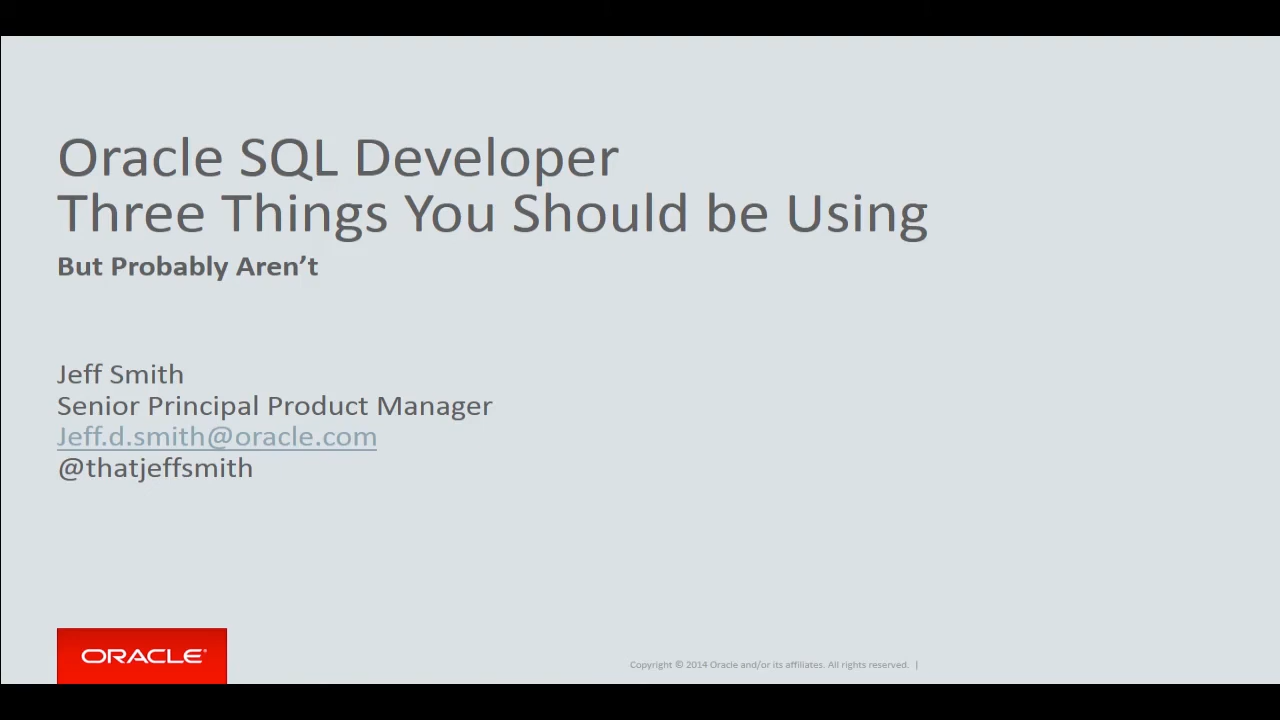 Oracle SQL Developer
Three Things You Should be Using
But Probably Aren’t
Jeff Smith
Senior Principal Product Manager
Jeff.d.smith@oracle.com
@thatjeffsmith
ORACLE®
Copyright © 2014 Oracle and/or its affiliates. All rights reserved. |